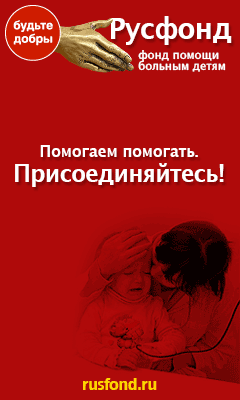 будьте
добры
Русфонд
фонд помощи
больным детям
Помогаем помогать.
Присоединяйтесь!
rusfond.ru